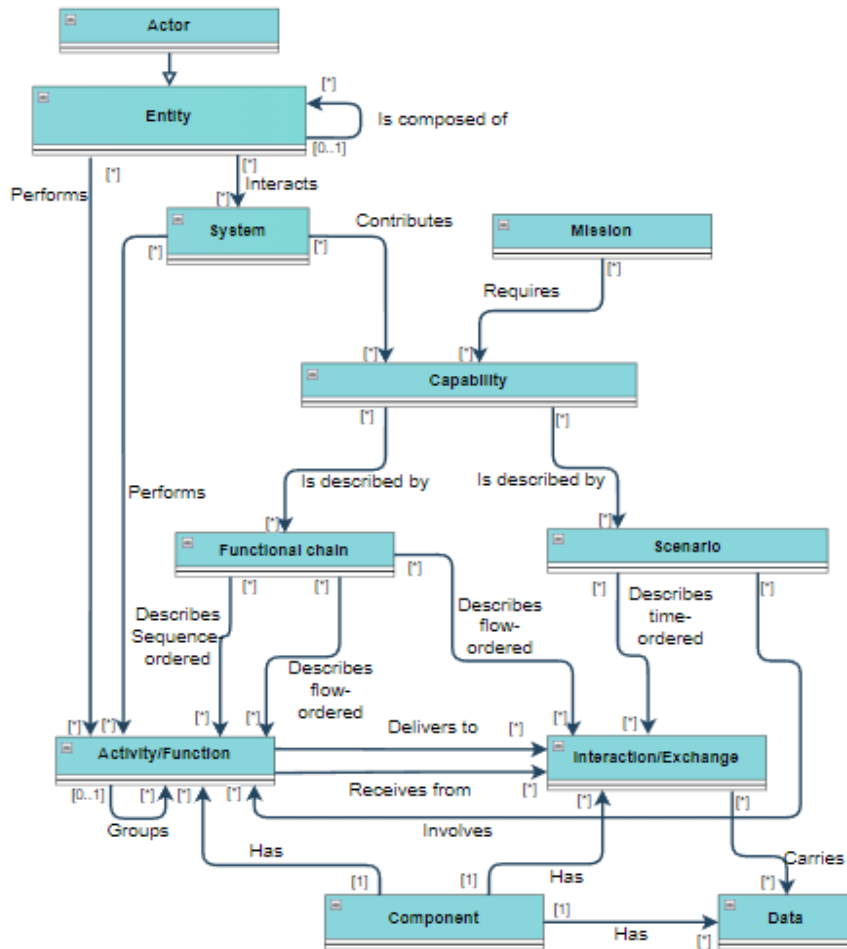 Actor
[*]
Entity
Is composed of
[0..1]
[*]
[*]
Performs
Interacts
[*]
System
Contributes
Mission
[*]
[*]
[*]
Requires
[*]
[*]
Capability
[*]
[*]
Is described by
Is described by
Performs
[*]
[*]
Functional chain
Scenario
[*]
[*]
[*]
[*]
[*]
Describes
Sequence-
ordered
Describes
flow-
ordered
Describes
time-
ordered
Describes
flow-
ordered
[*]
[*]
[*]
[*]
[*]
[*]
Delivers to
[*]
Activity/Function
Interaction/Exchange
Receives from
[0..1]
[*]
[*]
[*]
[*]
[*]
[*]
Groups
Involves
Has
Has
Carries
[1]
[1]
[*]
Component
[1]
Has
[*]
Data